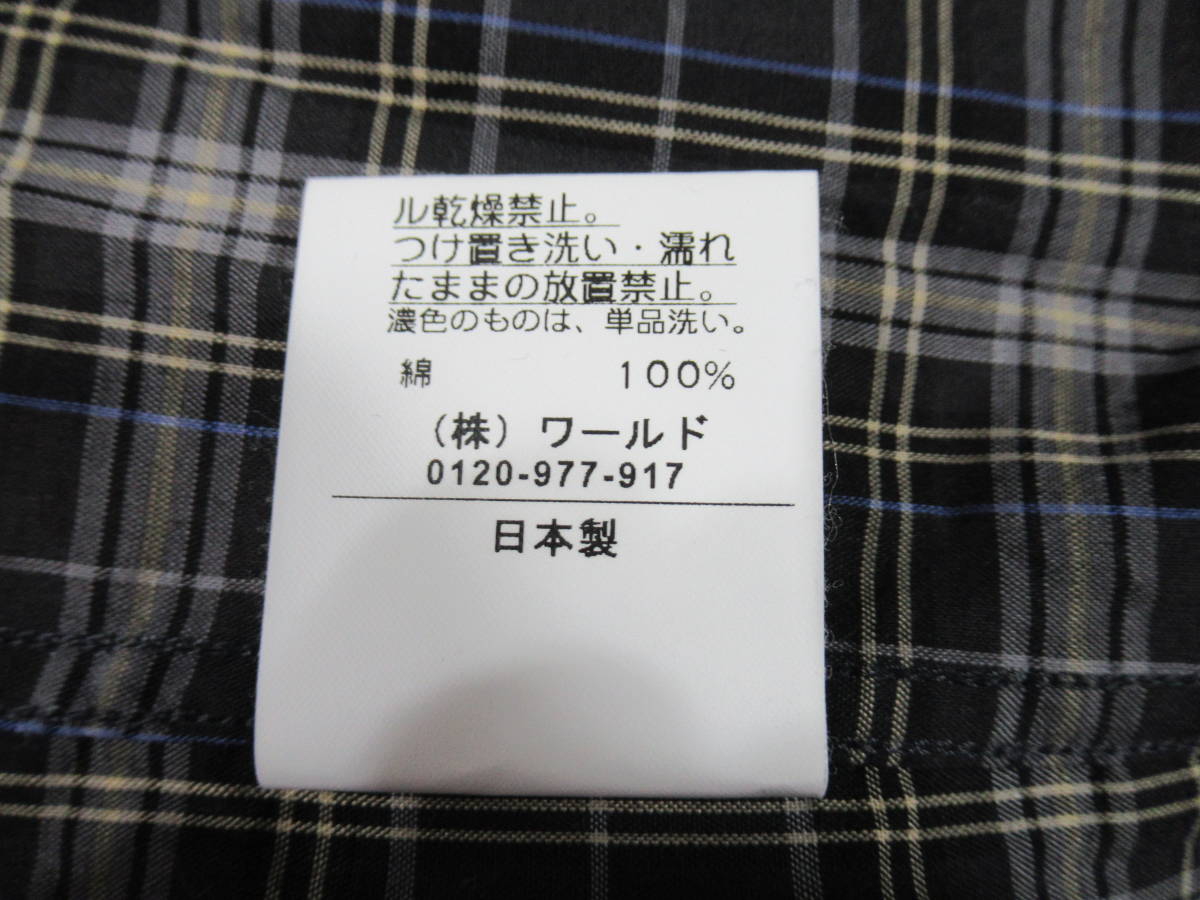 ル乾燥禁止。
つけ置き洗い・濡れ
たままの放置禁止。
濃色のものは、単品洗い。
綿 100%
(株) ワールド
0120-977-917
日本製